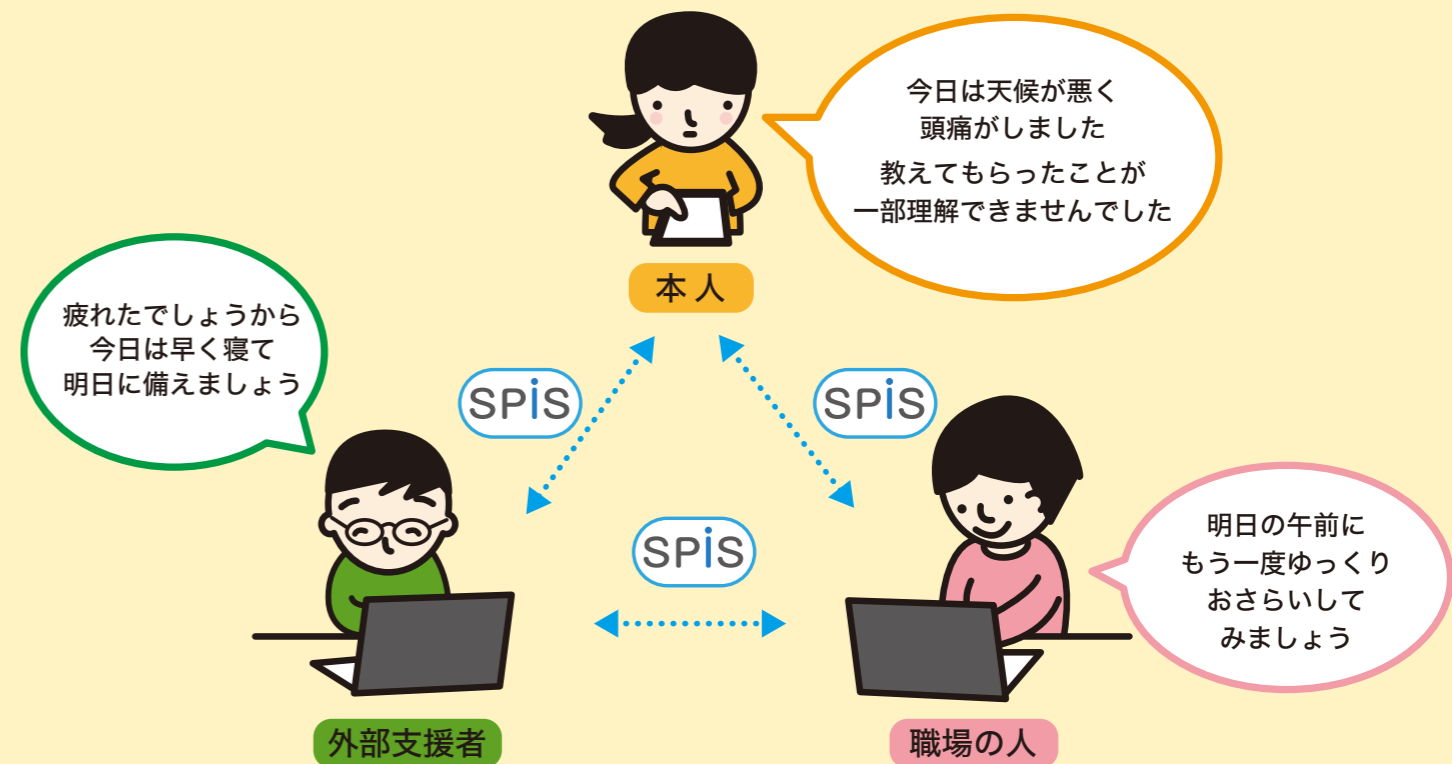 今日は天候が悪く
頭痛がしました
教えてもらったことが
一部理解できませんでした
本人
疲れたでしょうから
今日は早く寝て
明日に備えましょう
SPiS
SPiS
SPiS
明日の午前に
もう一度ゆっくり
おさらいして
みましょう
外部支援者
職場の人